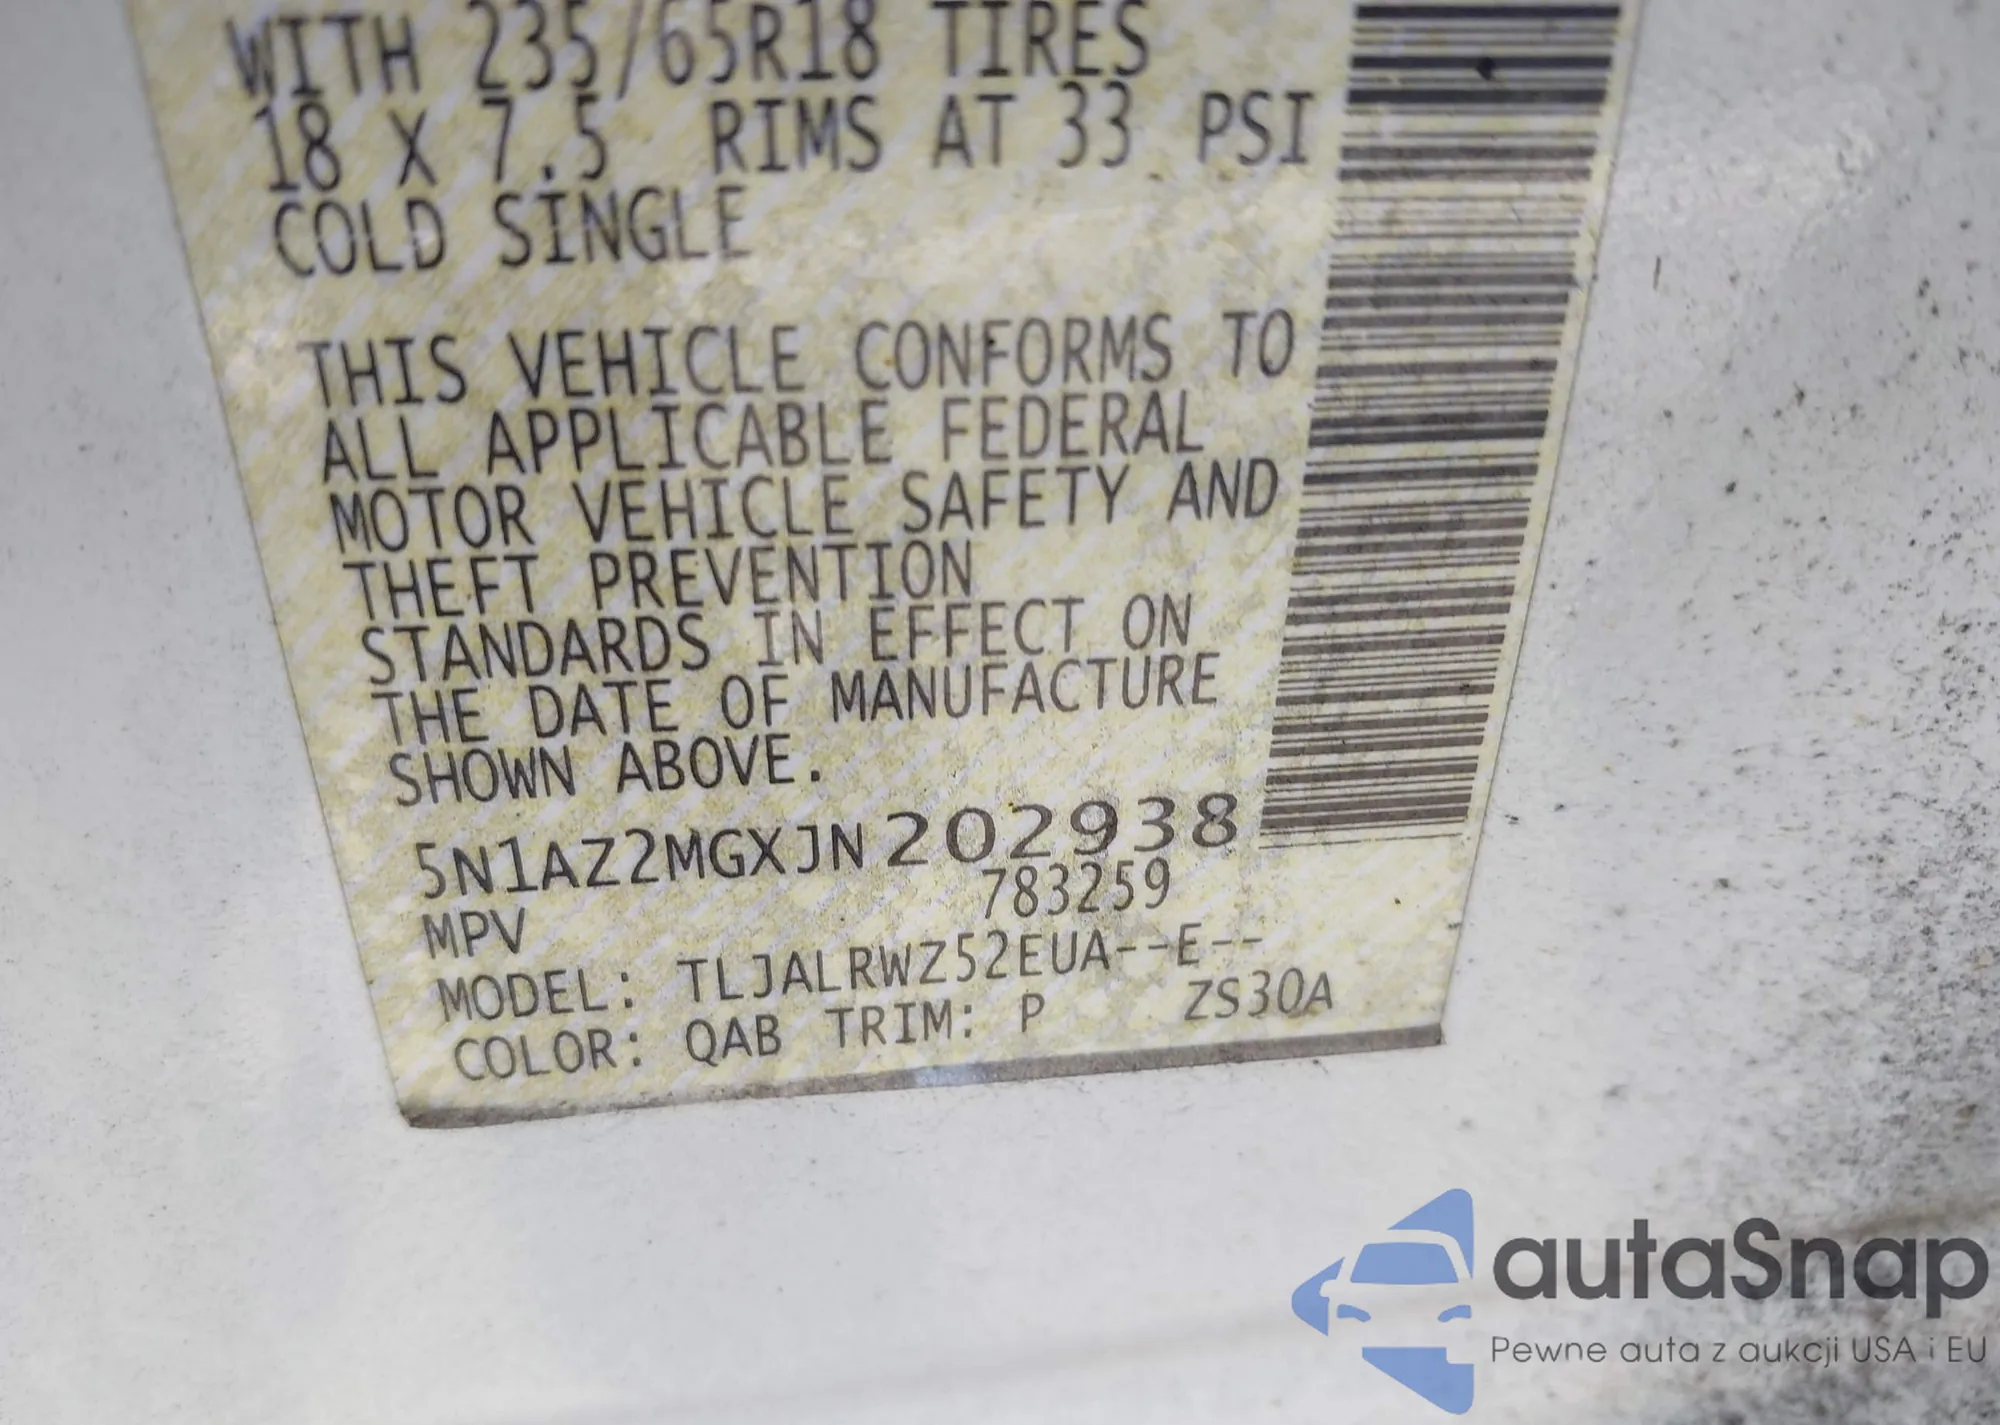 WITH 235/65R18 TIRES
18 X 7.5 RIMS AT 33 PSI
COLD SINGLE
THIS VEHICLE CONFORMS TO
ALL APPLICABLE FEDERAL
MOTOR VEHICLE SAFETY AND
THEFT PREVENTION
STANDARDS IN EFFECT ON
THE DATE OF MANUFACTURE
SHOWN ABOVE.
5N1AZ2MGXJN202938
783259
MPV
MODEL: TLJALRWZ52EUA--E--
COLOR: QAB TRIM: P ZS30A
autaSnap
Pewne auta z aukcji USA i EU